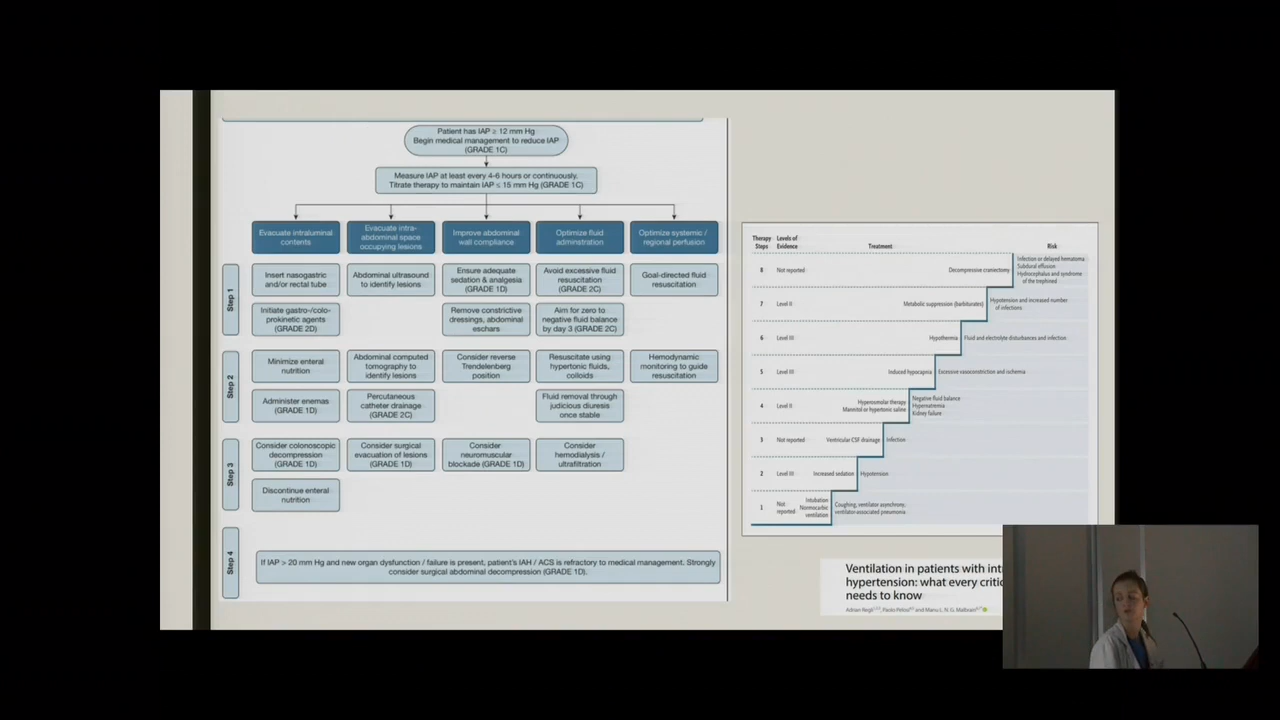 Patient has IAP ≥ 12 mm Hg
Begin medical management to reduce IAP
(GRADE 1C)
Measure IAP at least every 4-6 hours or continuously.
Titrate therapy to maintain IAP ≤ 15 mm Hg (GRADE 1C)
Evacuate intraluminal
contents
Evacuate intra-
abdominal space
occupying lesions
Improve abdominal
wall compliance
Optimize fluid
adminstration
Optimize systemic /
regional perfusion
Step 1
Insert nasogastric
and/or rectal tube
Abdominal ultrasound
to identify lesions
Ensure adequate
sedation & analgesia
(GRADE 1D)
Avoid excessive fluid
resuscitation
(GRADE 2C)
Goal-directed fluid
resuscitation
Initiate gastro-/colo-
prokinetic agents
(GRADE 2D)
Remove constrictive
dressings, abdominal
eschars
Aim for zero to
negative fluid balance
by day 3 (GRADE 2C)
Step 2
Minimize enteral
nutrition
Abdominal computed
tomography to
identify lesions
Consider reverse
Trendelenberg
position
Resuscitate using
hypertonic fluids,
colloids
Hemodynamic
monitoring to guide
resuscitation
Administer enemas
(GRADE 1D)
Percutaneous
catheter drainage
(GRADE 2C)
Fluid removal through
judicious diuresis
once stable
Step 3
Consider colonoscopic
decompression
(GRADE 1D)
Consider surgical
evacuation of lesions
(GRADE 1D)
Consider
neuromuscular
blockade (GRADE 1D)
Consider
hemodialysis /
ultrafiltration
Discontinue enteral
nutrition
Step 4
If IAP > 20 mm Hg and new organ dysfunction / failure is present, patient's IAH / ACS is refractory to medical management. Strongly
consider surgical abdominal decompression (GRADE 1D).
Therapy
Steps
Levels of
Evidence
Treatment
Risk
8 Not reported Decompressive craniectomy
Infection or delayed hematoma
Subdural effusion
Hydrocephalus and syndrome
of the trephined
7 Level II Metabolic suppression (barbiturates)
Hypotension and increased number
of infections
6 Level III Hypothermia Fluid and electrolyte disturbances and infection
5 Level III Induced hypocapnia Excessive vasoconstriction and ischemia
4 Level II
Hyperosmolar therapy
Mannitol or hypertonic saline
Negative fluid balance
Hypernatremia
Kidney failure
3 Not reported Ventricular CSF drainage Infection
2 Level III Increased sedation Hypotension
1
Not
reported
Intubation
Normocarbic
ventilation
Coughing, ventilator asynchrony,
ventilator-associated pneumonia
Ventilation in patients with int
hypertension: what every critic
needs to know
Adrian Regli, Paolo Pelosi and Manu L. N. G. Malbrain